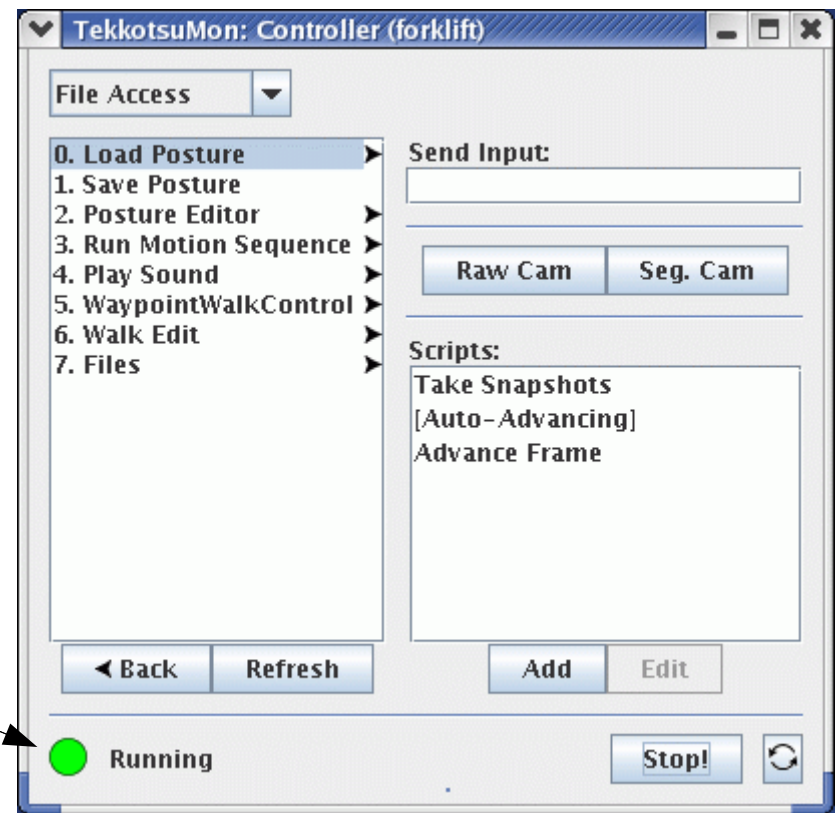 TekkotsuMon: Controller (forklift)
File Access
0. Load Posture
1. Save Posture
2. Posture Editor
3. Run Motion Sequence
4. Play Sound
5. WaypointWalkControl
6. Walk Edit
7. Files
Back
Refresh
Send Input:
Raw Cam
Seg. Cam
Scripts:
Take Snapshots
[Auto-Advancing]
Advance Frame
Add
Edit
Running
Stop!